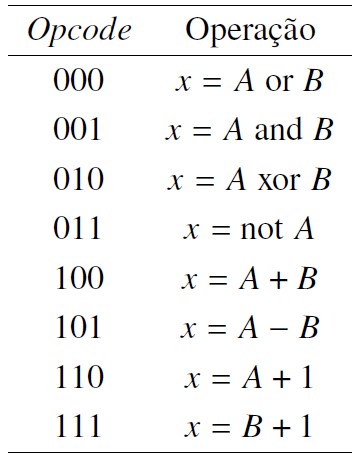 Opcode Operação
000 x = A or B
001 x = A and B
010 x = A xor B
011 x = not A
100 x = A + B
101 x = A − B
110 x = A + 1
111 x = B + 1